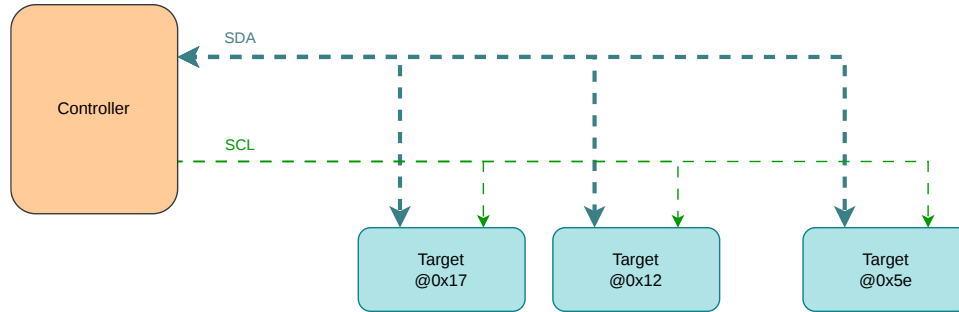 SDA
Controller
SCL
Target
@0x17
Target
@0x12
Target
@0x5e